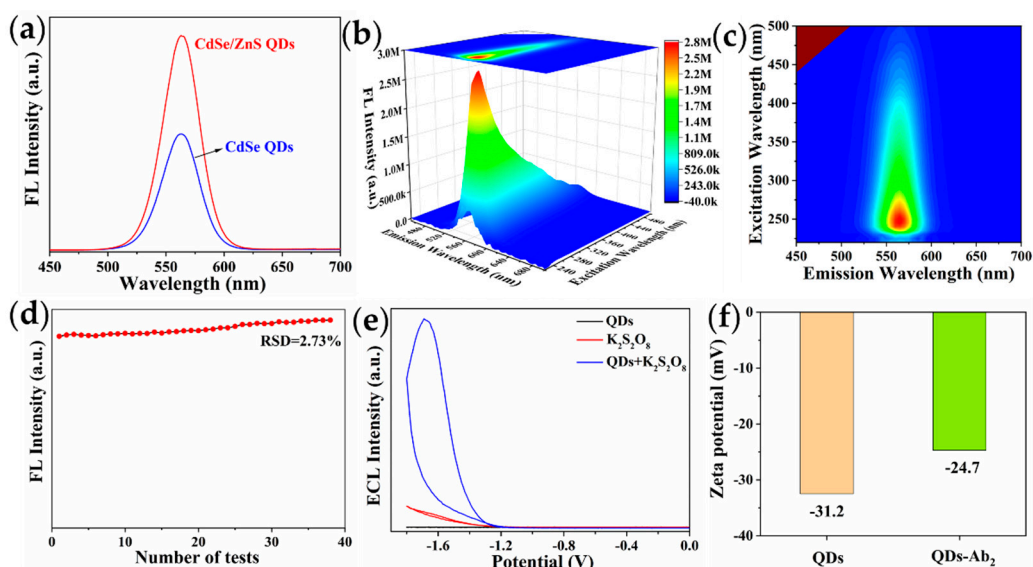 (a)
CdSe/ZnS QDs
CdSe QDs
FL Intensity (a.u.)
450 500 550 600 650 700
Wavelength (nm)
(b)
3.0M
2.5M
2.0M
1.5M
1.0M
500.0k
0.0
FL Intensity (a.u.)
Emission Wavelength (nm)
Excitation Wavelength (nm)
2.8M
2.5M
2.2M
1.9M
1.7M
1.4M
1.1M
809.0k
526.0k
243.0k
-40.0k
(c)
500
450
400
350
300
250
Excitation Wavelength (nm)
450 500 550 600 650 700
Emission Wavelength (nm)
(d)
RSD=2.73%
FL Intensity (a.u.)
0 10 20 30 40
Number of tests
(e)
QDs
K₂S₂O₈
QDs+K₂S₂O₈
ECL Intensity (a.u.)
-1.6 -1.2 -0.8 -0.4 0.0
Potential (V)
(f)
0
-10
-20
-30
-40
Zeta potential (mV)
-31.2
-24.7
QDs QDs-Ab₂